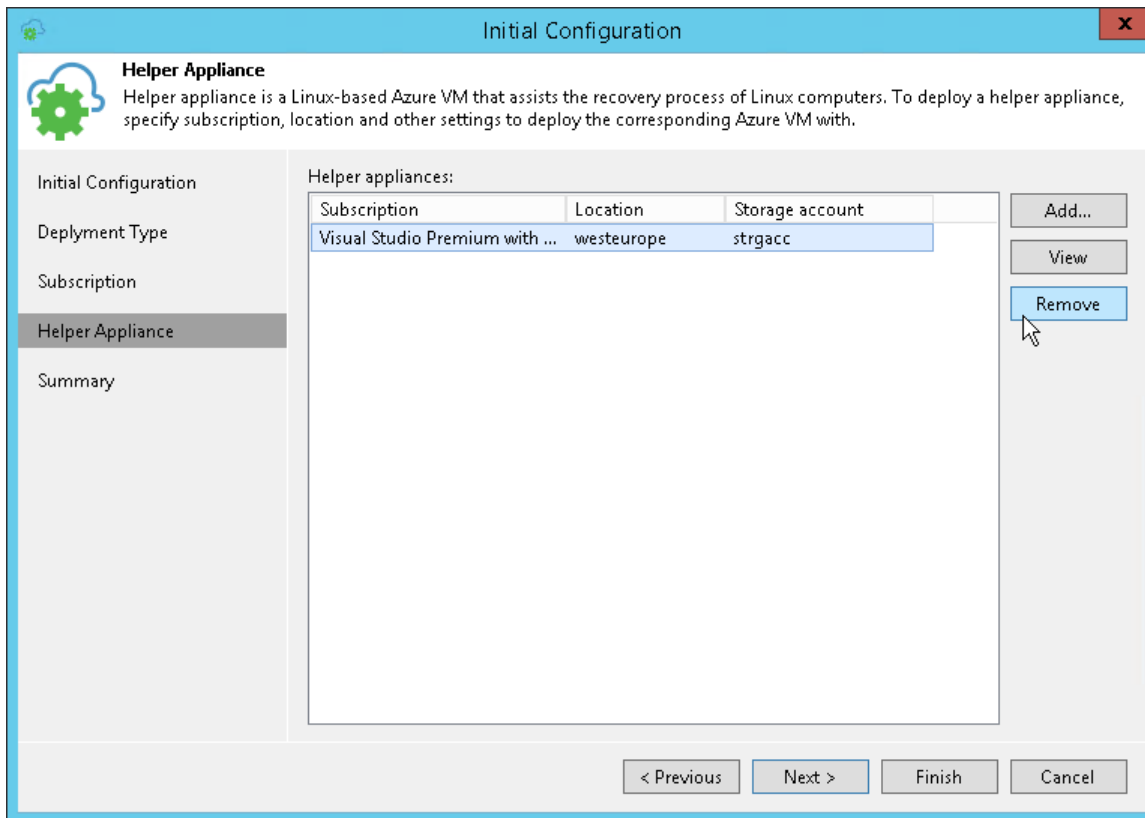 Initial Configuration
x
Helper Appliance
Helper appliance is a Linux-based Azure VM that assists the recovery process of Linux computers. To deploy a helper appliance,
specify subscription, location and other settings to deploy the corresponding Azure VM with.
Initial Configuration
Deplyment Type
Subscription
Helper Appliance
Summary
Helper appliances:
Subscription Location Storage account
Visual Studio Premium with ... westeurope strgacc
Add...
View
Remove
< Previous Next > Finish Cancel